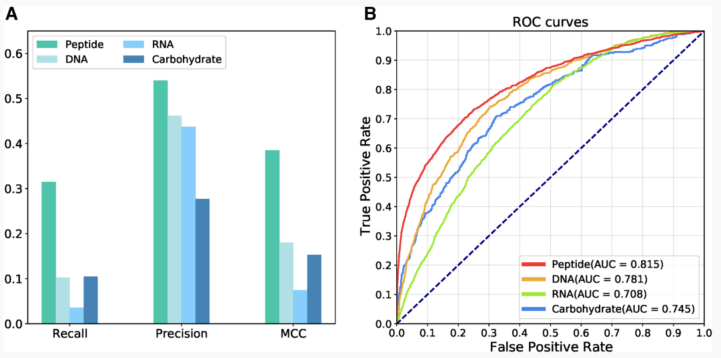 A
0.6
0.5
0.4
0.3
0.2
0.1
0.0
Peptide
DNA
RNA
Carbohydrate
Recall Precision MCC
B
ROC curves
True Positive Rate
1.0
0.9
0.8
0.7
0.6
0.5
0.4
0.3
0.2
0.1
0.0
Peptide(AUC = 0.815)
DNA(AUC = 0.781)
RNA(AUC = 0.708)
Carbohydrate(AUC = 0.745)
0.0 0.1 0.2 0.3 0.4 0.5 0.6 0.7 0.8 0.9 1.0
False Positive Rate